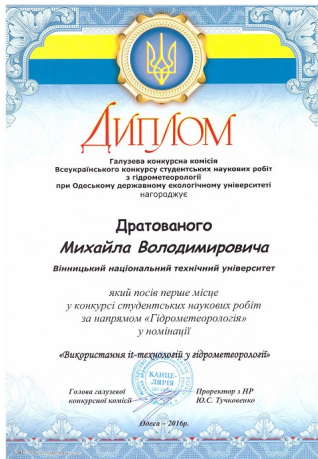 ДИПЛОМ
Галузева конкурсна комісія
Всеукраїнського конкурсу студентських наукових робіт
з гідрометеорології
при Одеському державному екологічному університеті
нагороджує
Дратованого
Михайла Володимировича
Вінницький національний технічний університет
який посів перше місце
у конкурсі студентських наукових робіт
за напрямом «Гідрометеорологія»
у номінації
«Використання it-технологій у гідрометеорології»
КАНЦЕ-
ЛЯРІЯ
Голова галузевої
конкурсної комісії
Проректор з НР
Ю.С. Тучковенко
Одеса – 2016р.